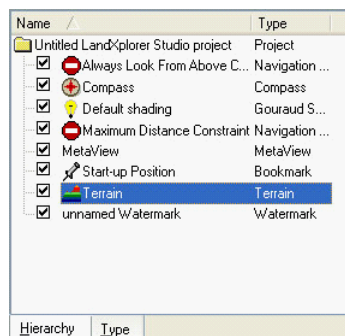 Name Type
Untitled LandXplorer Studio project Project
Always Look From Above C... Navigation ...
Compass Compass
Default shading Gouraud S...
Maximum Distance Constraint Navigation ...
MetaView MetaView
Start-up Position Bookmark
Terrain Terrain
unnamed Watermark Watermark
Hierarchy Type